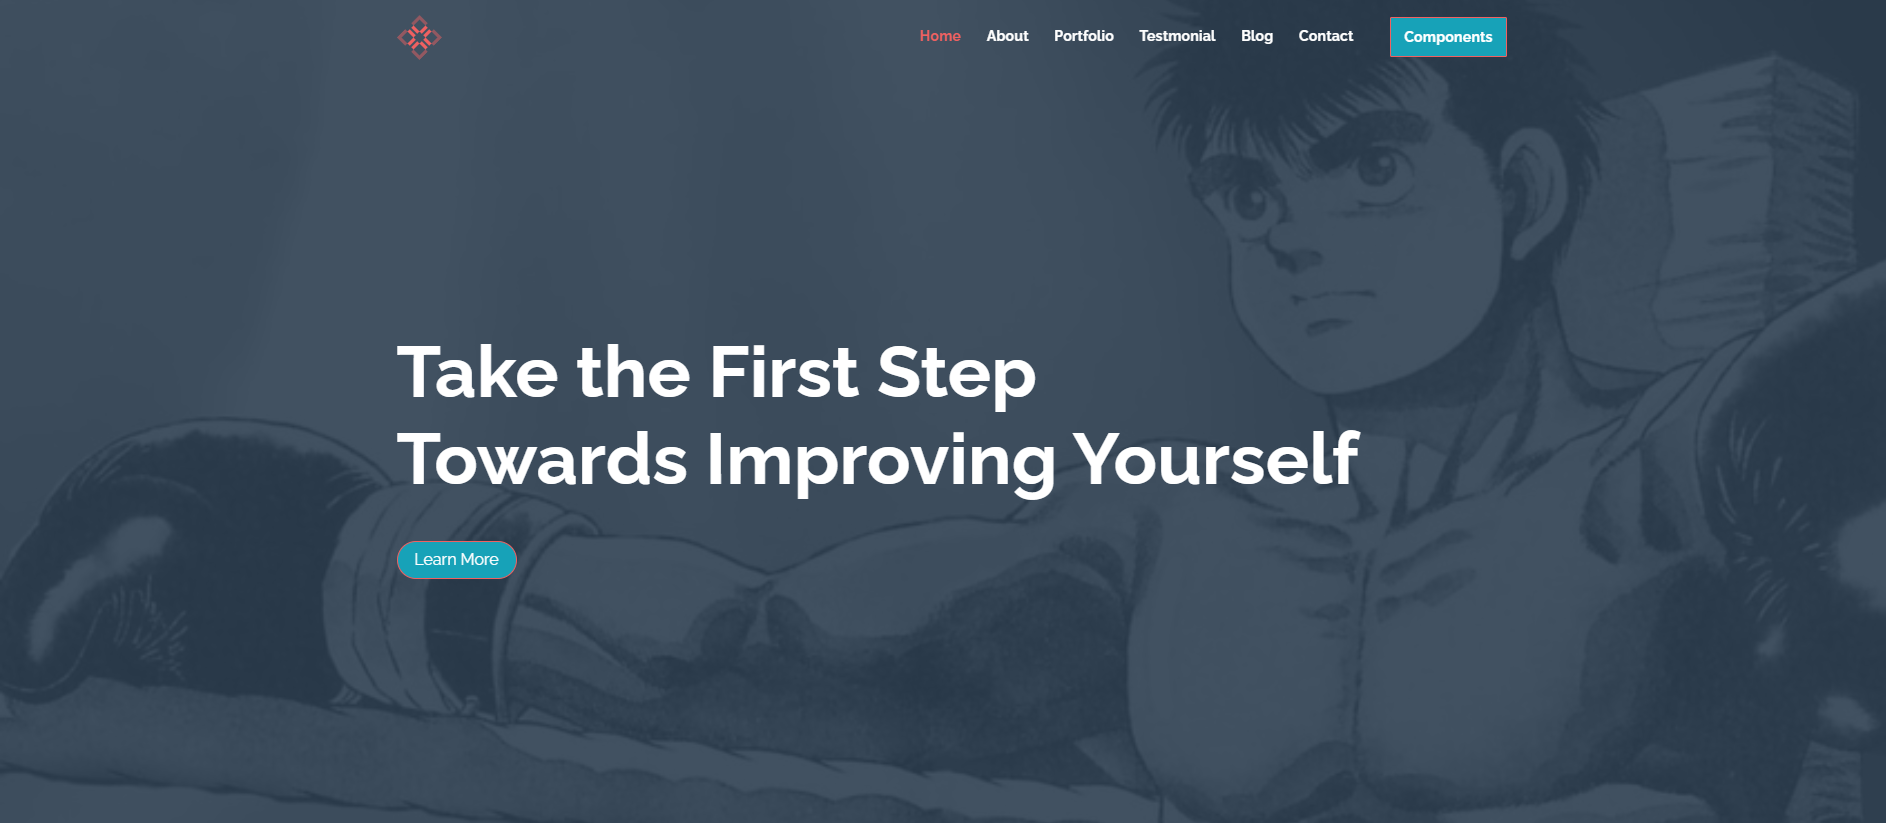 Home About Portfolio Testmonial Blog Contact Components
Take the First Step
Towards Improving Yourself
Learn More